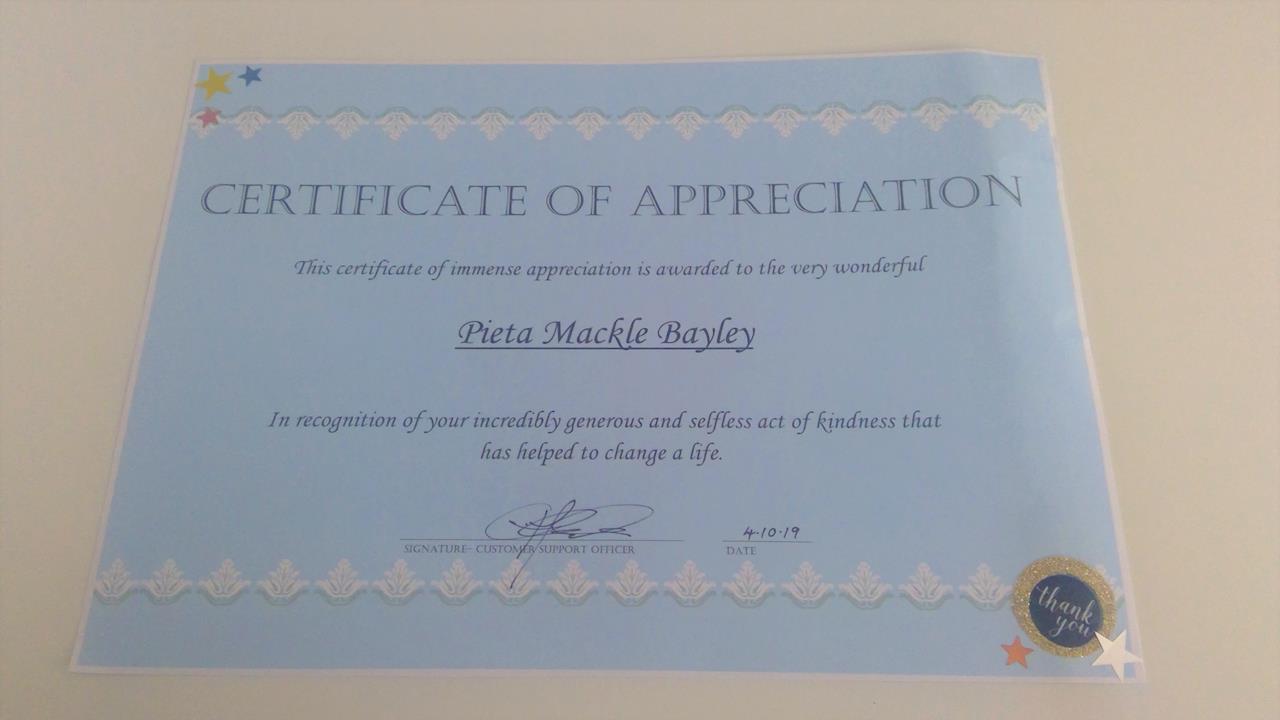 CERTIFICATE OF APPRECIATION
This certificate of immense appreciation is awarded to the very wonderful
Pieta Mackle Bayley
In recognition of your incredibly generous and selfless act of kindness that
has helped to change a life.
4.10.19
SIGNATURE- CUSTOMER SUPPORT OFFICER
DATE
thank
you